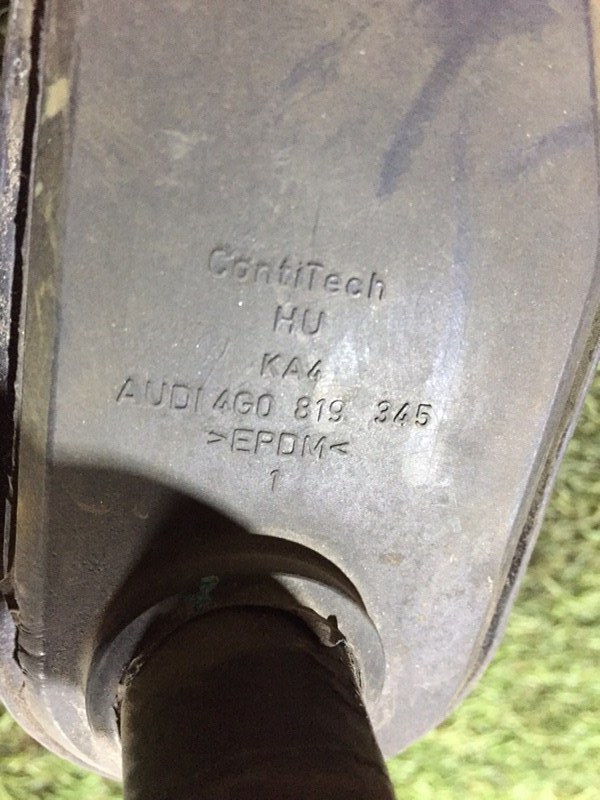 ContiTech
HU
KA4
AUDI 4G0 819 345
>EPDM<
1